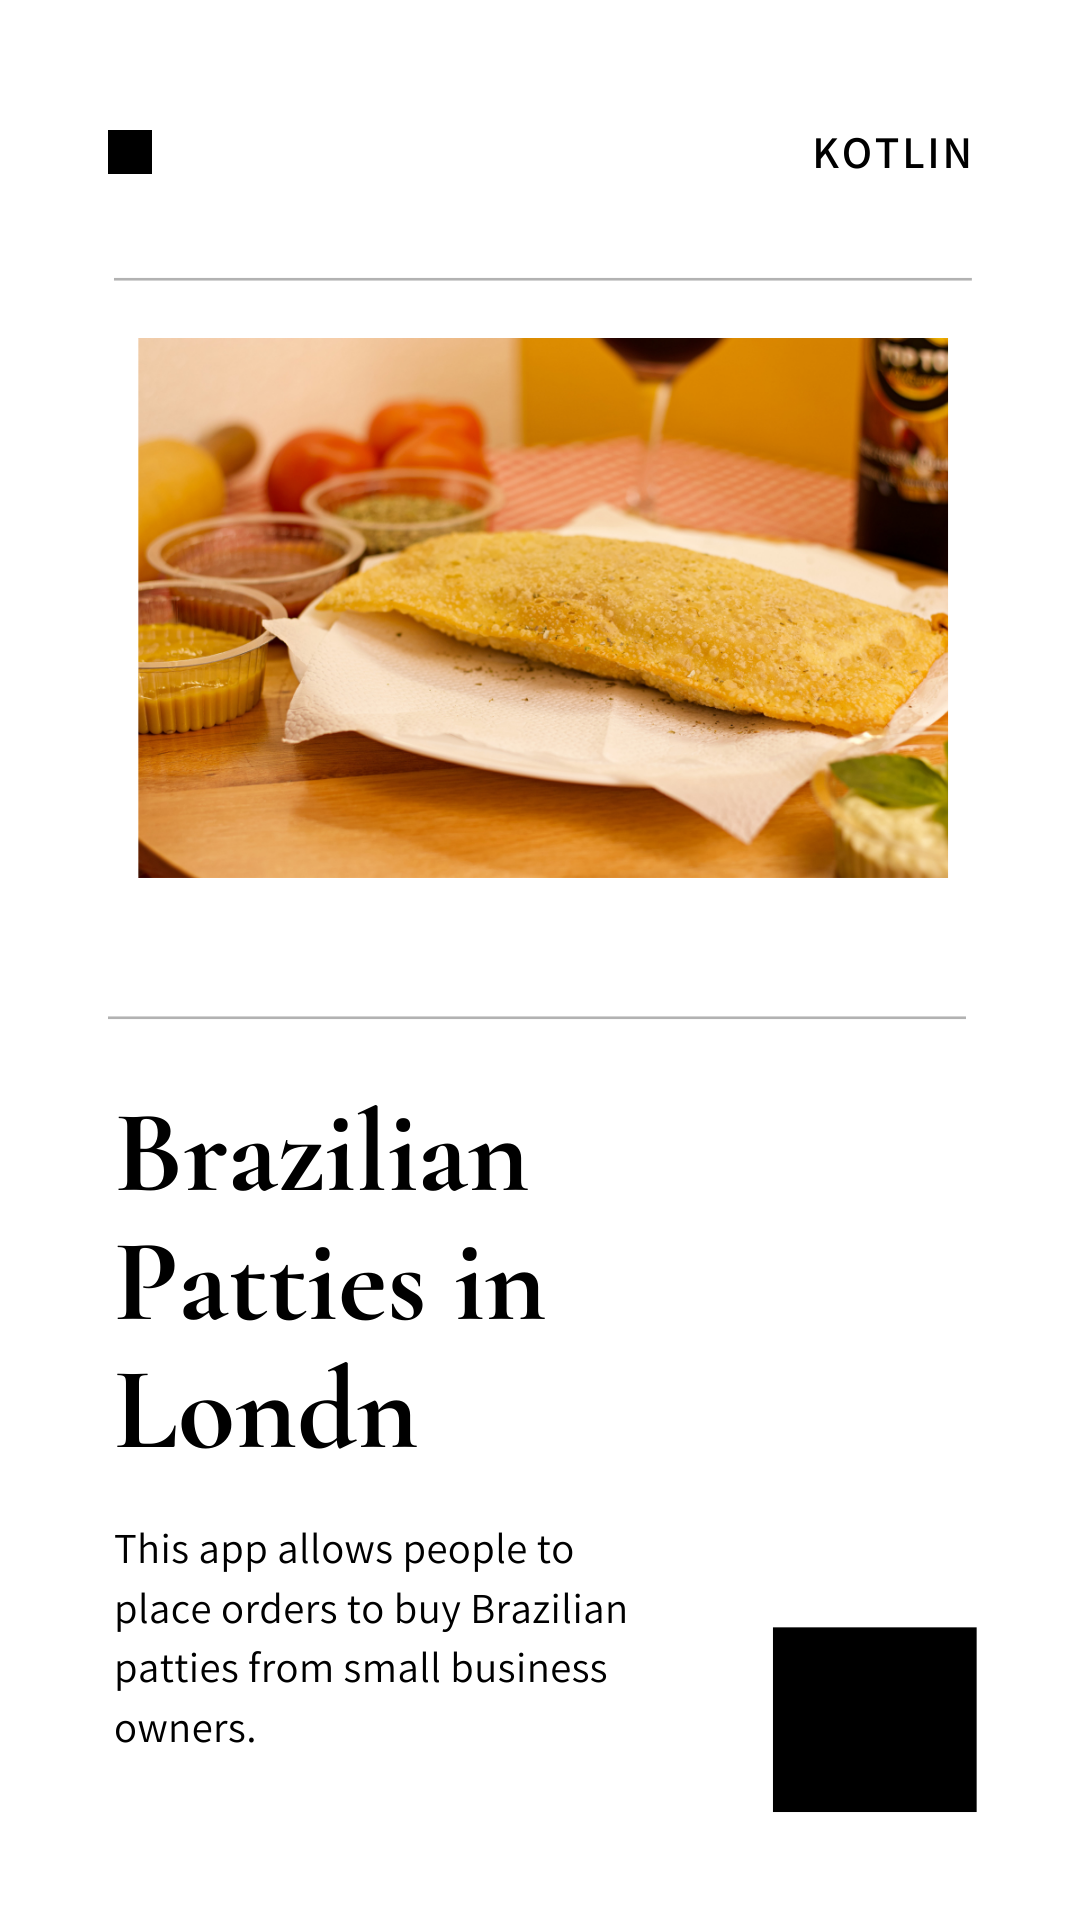 KOTLIN
Brazilian
Patties in
Londn
This app allows people to
place orders to buy Brazilian
patties from small business
owners.